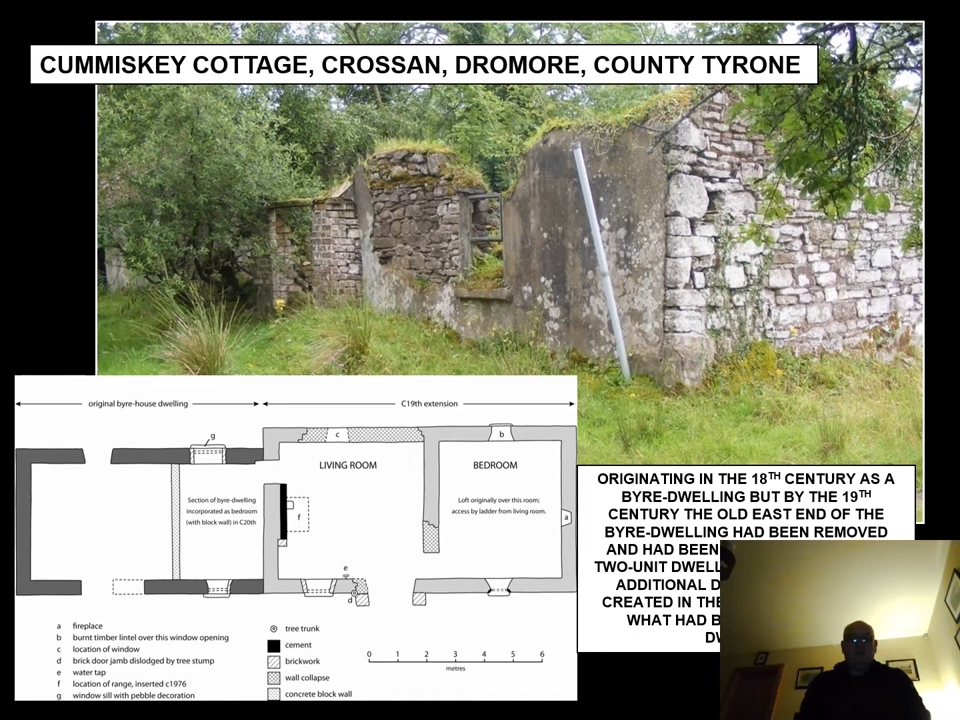 CUMMISKEY COTTAGE, CROSSAN, DROMORE, COUNTY TYRONE
original byre-house dwelling
C19th extension
g
c
b
LIVING ROOM
BEDROOM
Section of byre-dwelling
incorporated as bedroom
(with block wall) in C20th
f
Loft originally over this room;
access by ladder from living room.
a
e
d
a fireplace
b burnt timber lintel over this window opening
c location of window
d brick door jamb dislodged by tree stump
e water tap
f location of range, inserted c1976
g window sill with pebble decoration
tree trunk
cement
brickwork
wall collapse
concrete block wall
0 1 2 3 4 5 6
metres
ORIGINATING IN THE 18TH CENTURY AS A
BYRE-DWELLING BUT BY THE 19TH
CENTURY THE OLD EAST END OF THE
BYRE-DWELLING HAD BEEN REMOVED
AND HAD BEEN
TWO-UNIT
ADDITIONAL
CREATED IN THE
WHAT HAD